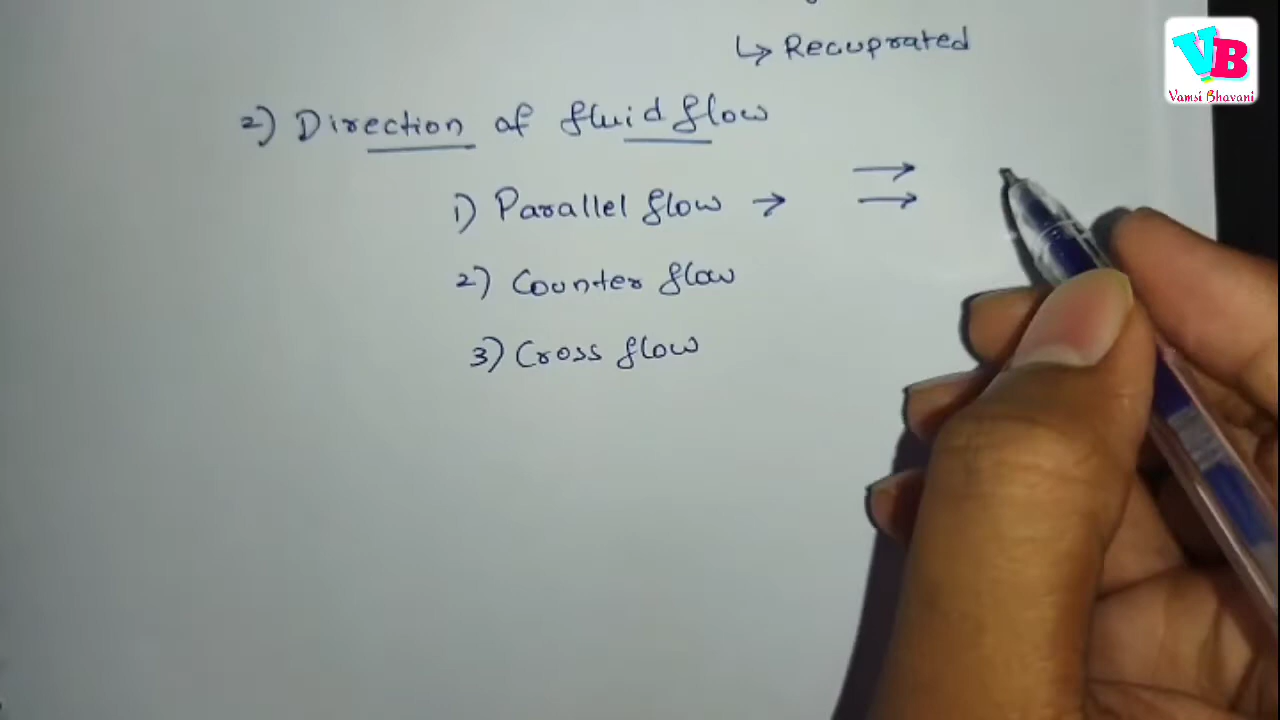 ↳ Recuprated
2) Direction of fluid flow
1) Parallel flow → →
→
2) Counter flow
3) Cross flow
VB
Vamsi Bhavani